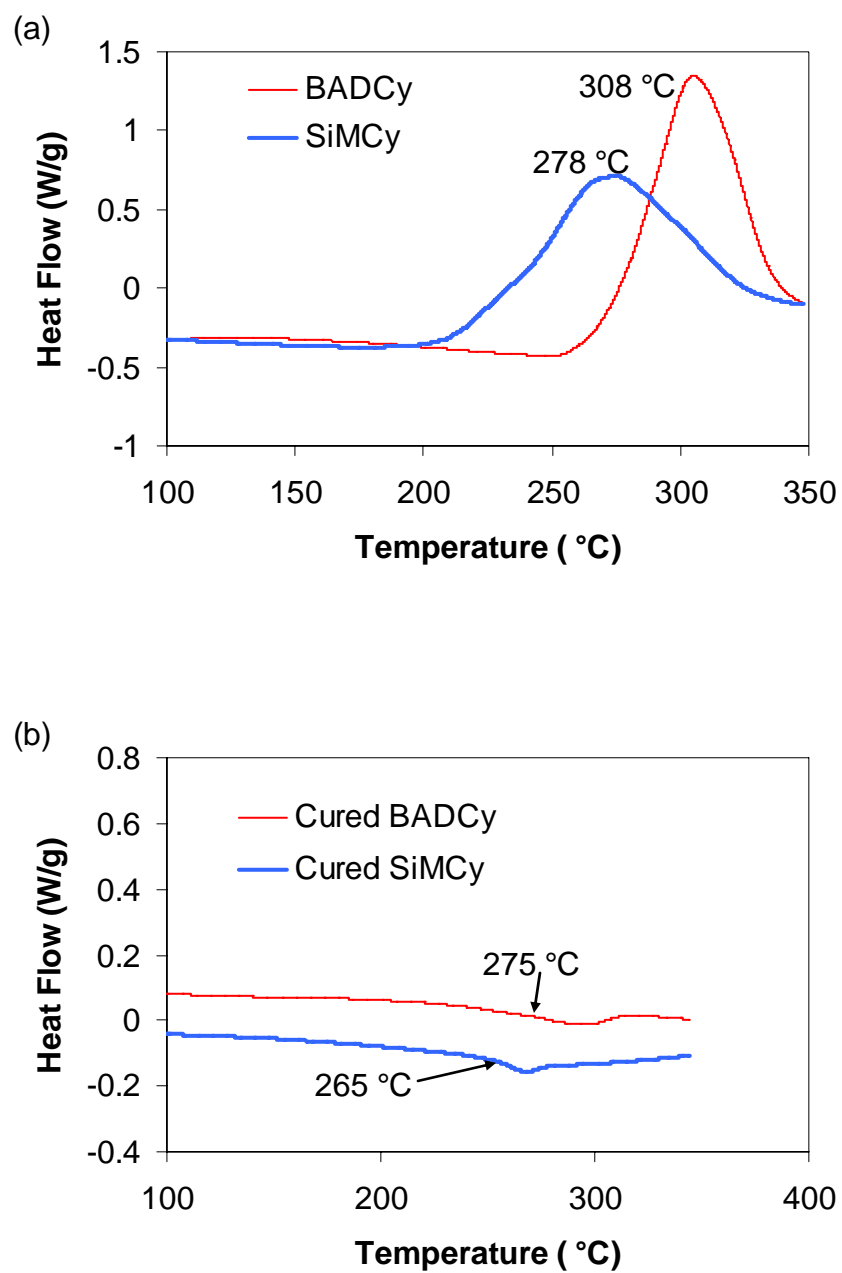 (a)
1.5
1
0.5
0
-0.5
-1
Heat Flow (W/g)
BADCy
SiMCy
308 °C
278 °C
100 150 200 250 300 350
Temperature ( °C)
(b)
0.8
0.6
0.4
0.2
0
-0.2
-0.4
Heat Flow (W/g)
Cured BADCy
Cured SiMCy
275 °C
265 °C
100 200 300 400
Temperature ( °C)